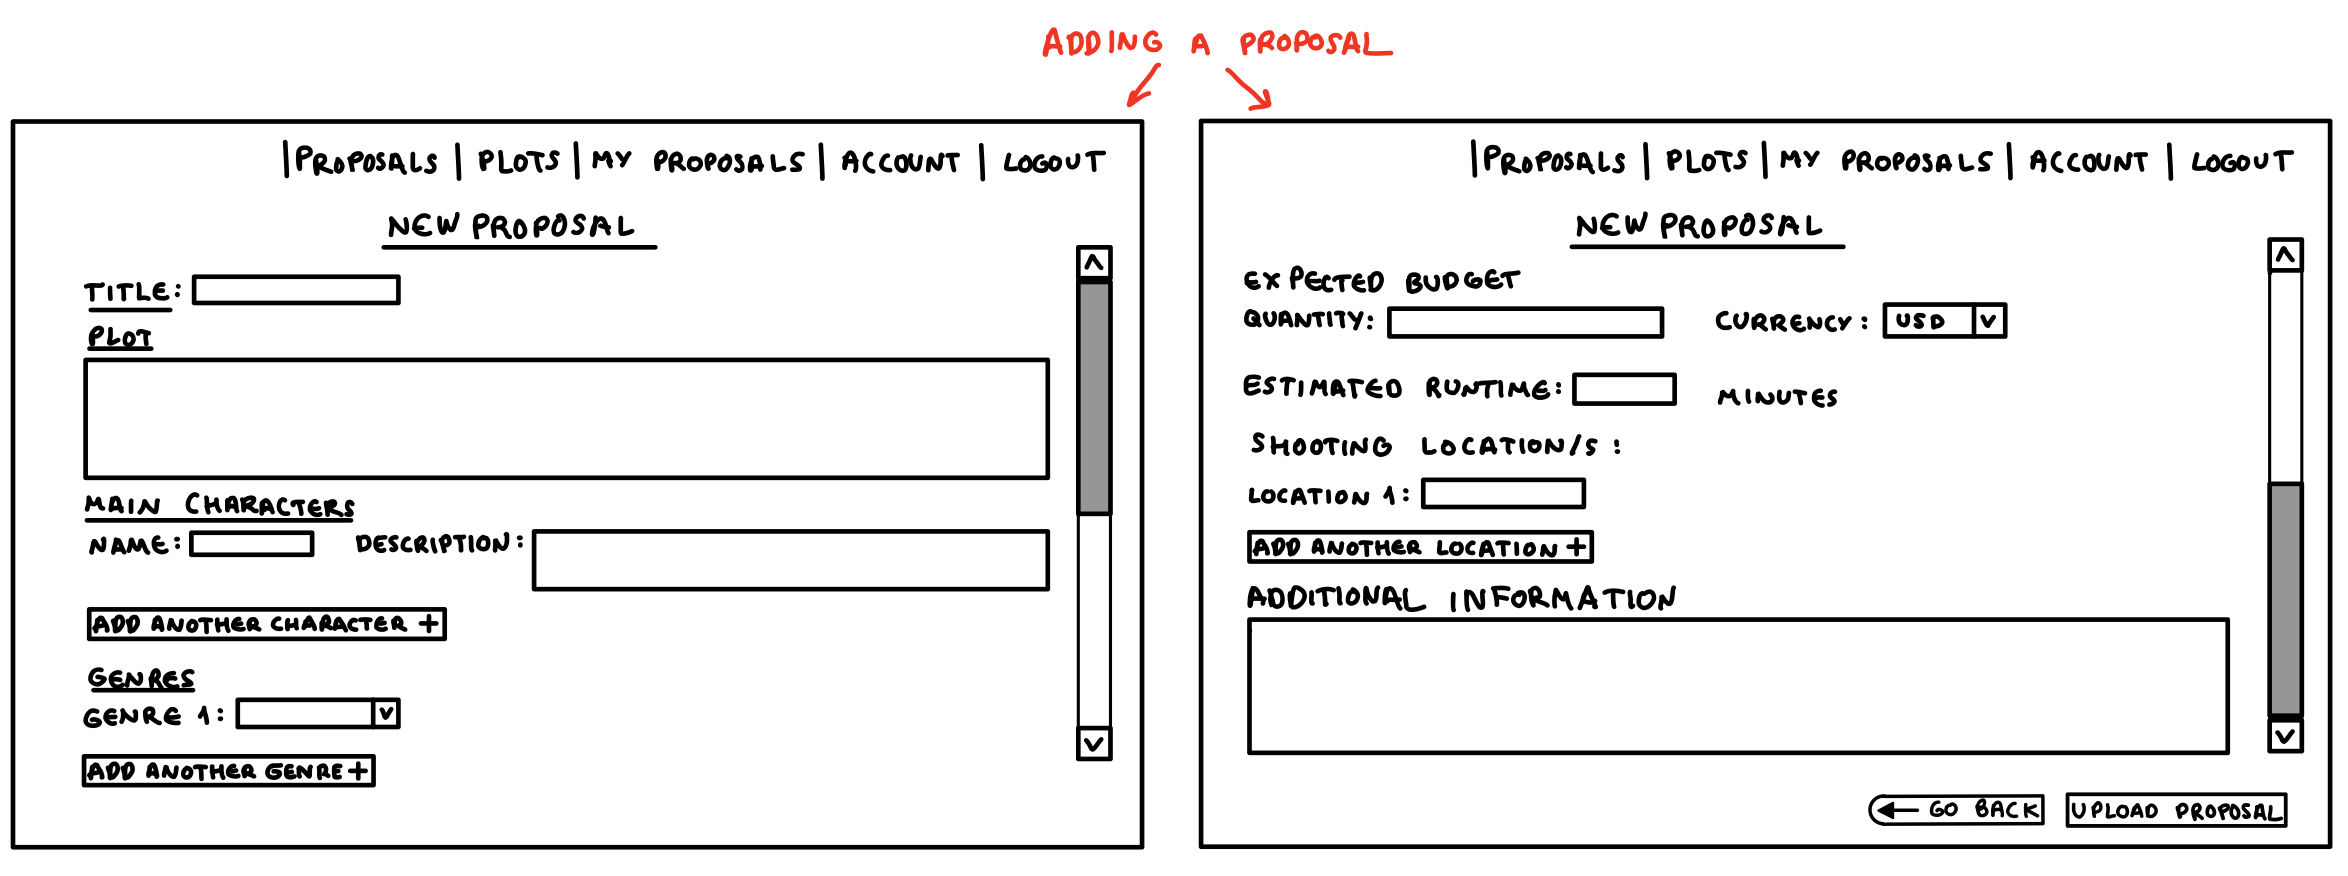 ADDING A PROPOSAL
|PROPOSALS | PLOTS | MY PROPOSALS | ACCOUNT | LOGOUT
NEW PROPOSAL
TITLE:
PLOT
MAIN CHARACTERS
NAME: DESCRIPTION:
ADD ANOTHER CHARACTER +
GENRES
GENRE 1:
ADD ANOTHER GENRE +
|PROPOSALS | PLOTS | MY PROPOSALS | ACCOUNT | LOGOUT
NEW PROPOSAL
EXPECTED BUDGET
QUANTITY: CURRENCY: USD
ESTIMATED RUNTIME: MINUTES
SHOOTING LOCATION/S:
LOCATION 1:
ADD ANOTHER LOCATION +
ADDITIONAL INFORMATION
GO BACK UPLOAD PROPOSAL